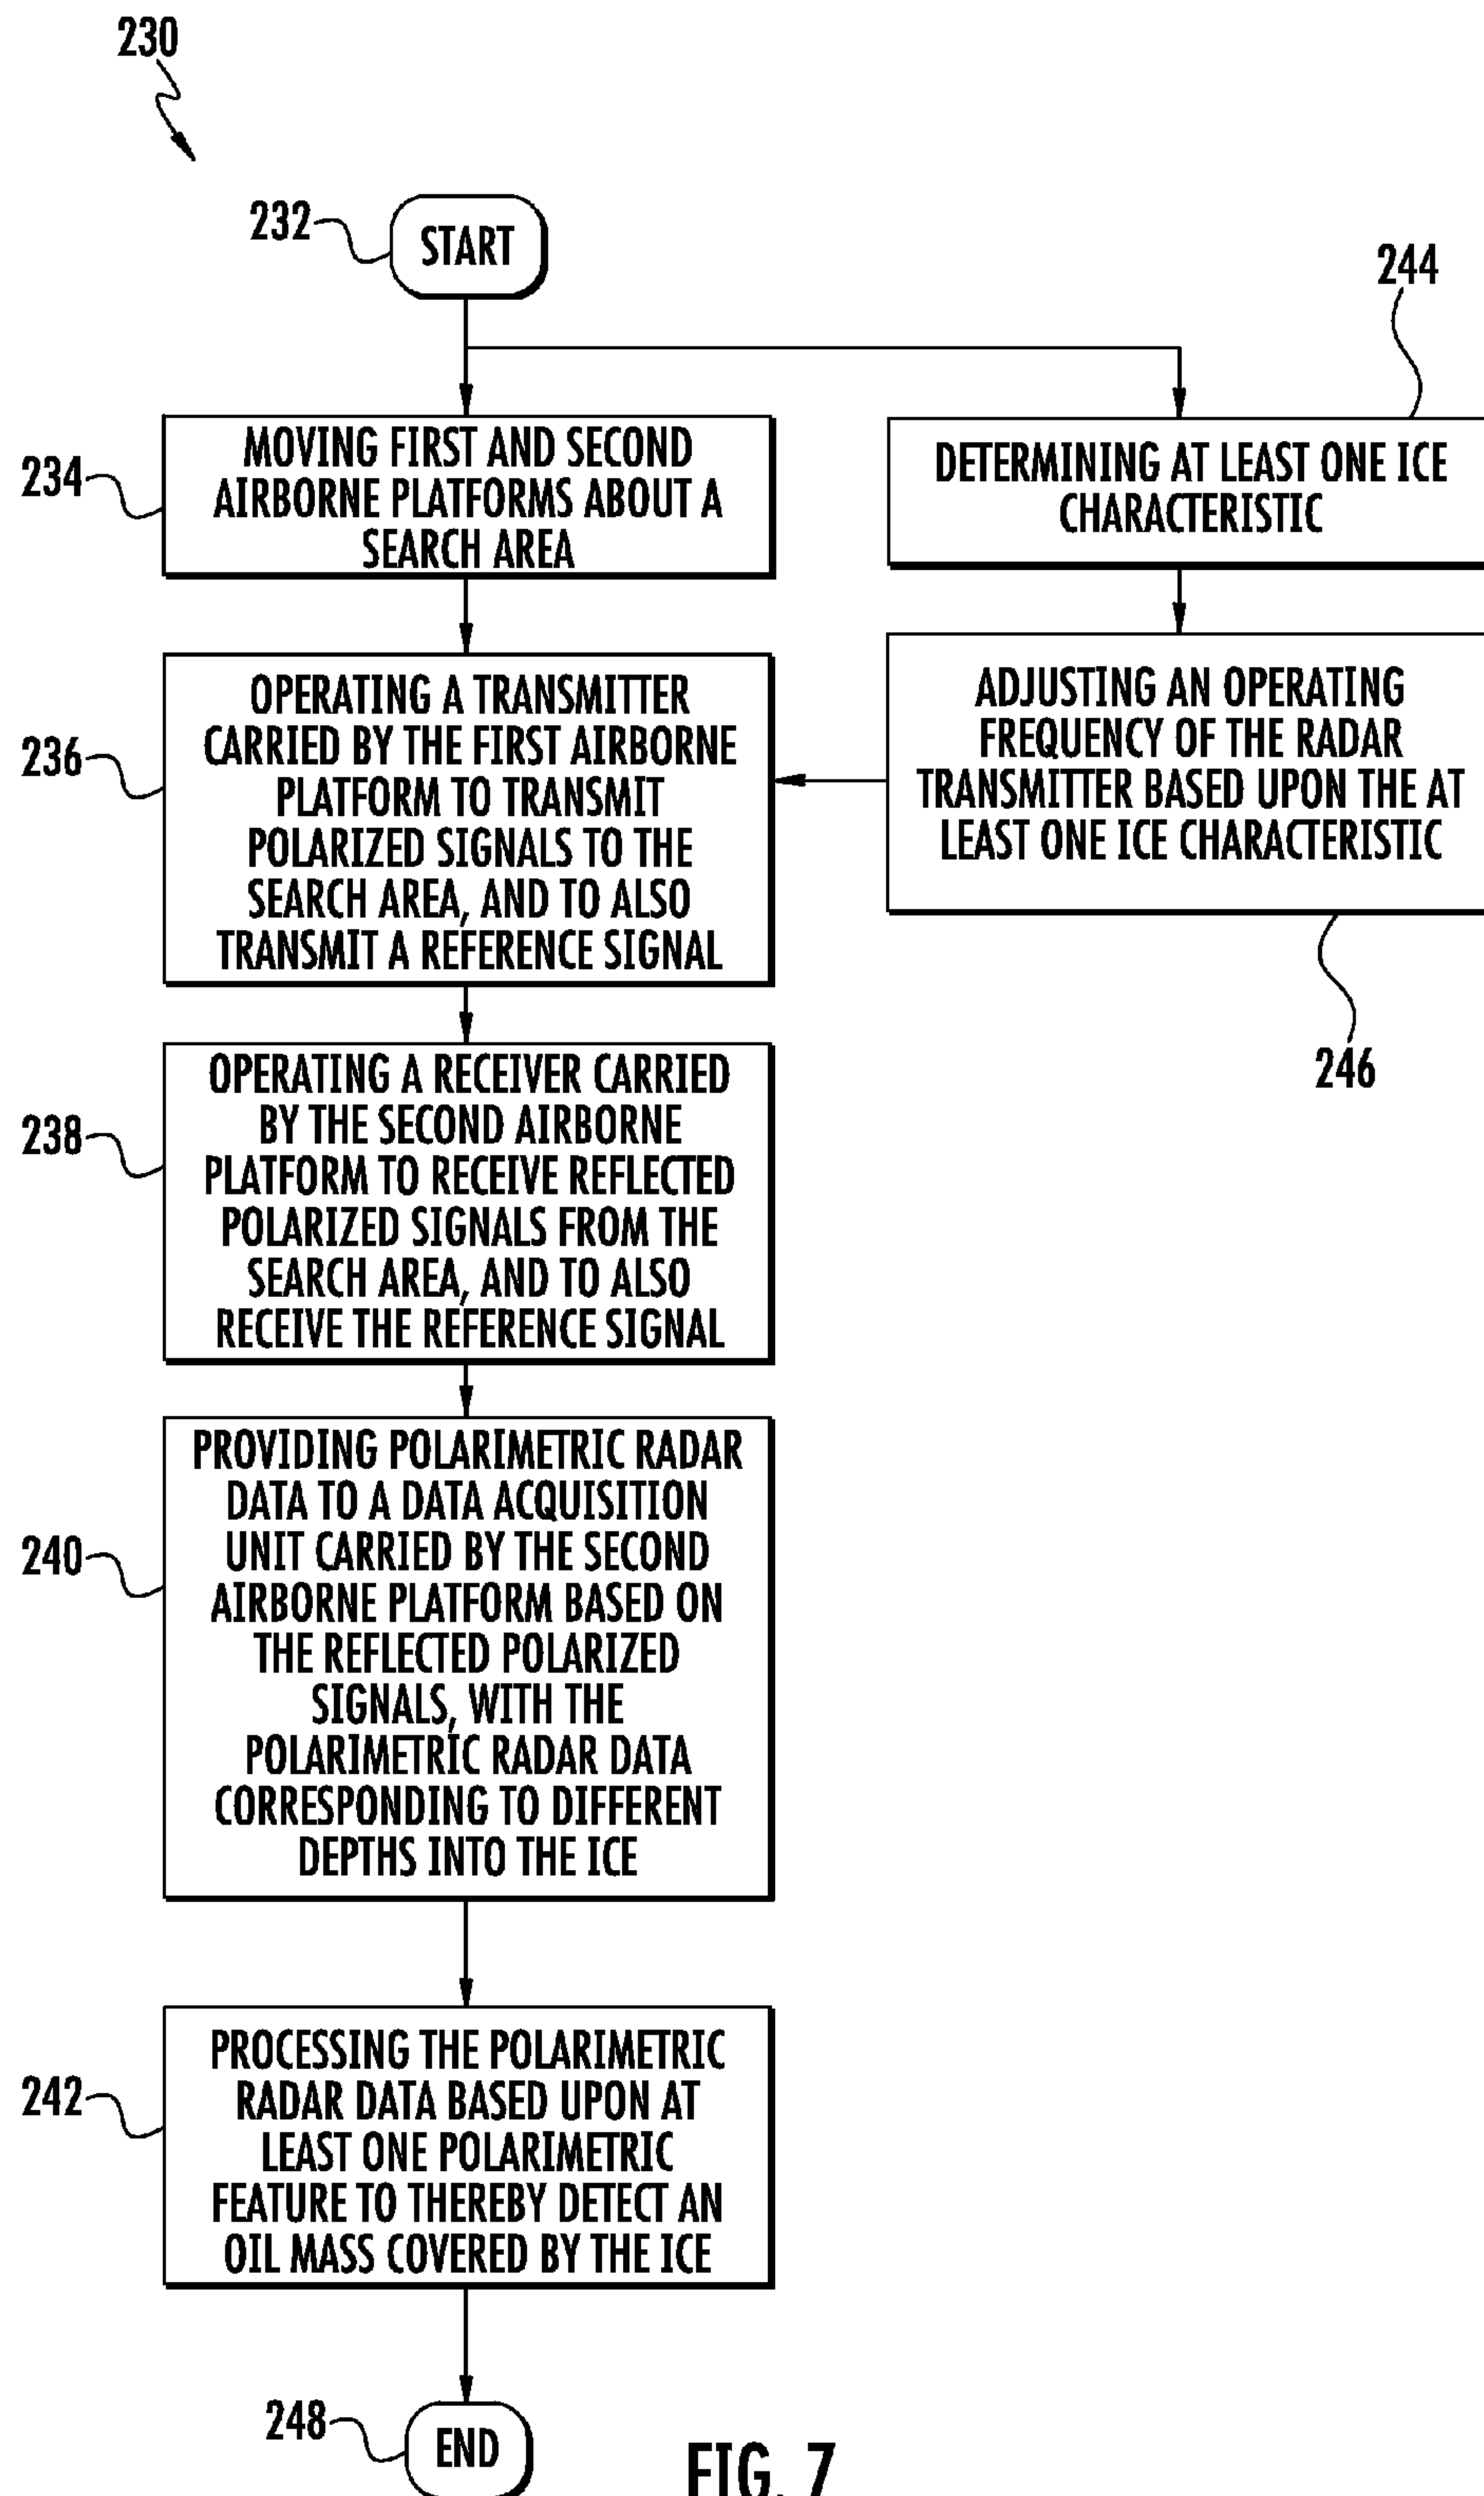 230
232
START
244
234
MOVING FIRST AND SECOND
AIRBORNE PLATFORMS ABOUT A
SEARCH AREA
DETERMINING AT LEAST ONE ICE
CHARACTERISTIC
236
OPERATING A TRANSMITTER
CARRIED BY THE FIRST AIRBORNE
PLATFORM TO TRANSMIT
POLARIZED SIGNALS TO THE
SEARCH AREA, AND TO ALSO
TRANSMIT A REFERENCE SIGNAL
ADJUSTING AN OPERATING
FREQUENCY OF THE RADAR
TRANSMITTER BASED UPON THE AT
LEAST ONE ICE CHARACTERISTIC
246
238
OPERATING A RECEIVER CARRIED
BY THE SECOND AIRBORNE
PLATFORM TO RECEIVE REFLECTED
POLARIZED SIGNALS FROM THE
SEARCH AREA, AND TO ALSO
RECEIVE THE REFERENCE SIGNAL
240
PROVIDING POLARIMETRIC RADAR
DATA TO A DATA ACQUISITION
UNIT CARRIED BY THE SECOND
AIRBORNE PLATFORM BASED ON
THE REFLECTED POLARIZED
SIGNALS, WITH THE
POLARIMETRIC RADAR DATA
CORRESPONDING TO DIFFERENT
DEPTHS INTO THE ICE
242
PROCESSING THE POLARIMETRIC
RADAR DATA BASED UPON AT
LEAST ONE POLARIMETRIC
FEATURE TO THEREBY DETECT AN
OIL MASS COVERED BY THE ICE
248
END
FIG. 7